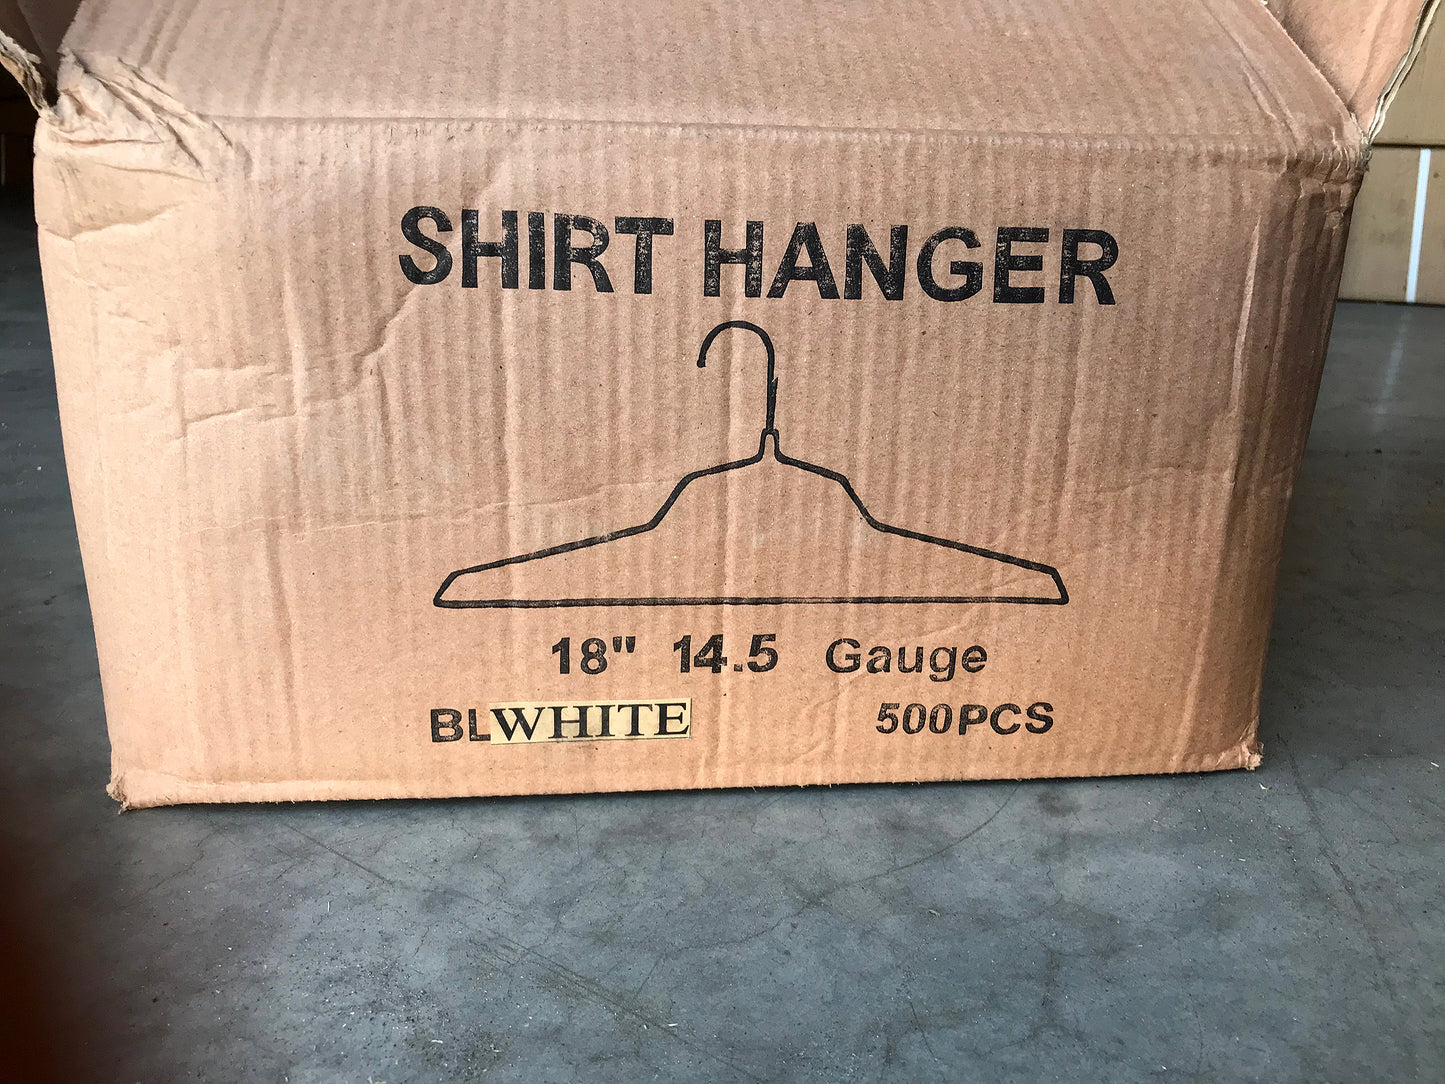 SHIRT HANGER
18" 14.5 Gauge
BLWHITE 500PCS